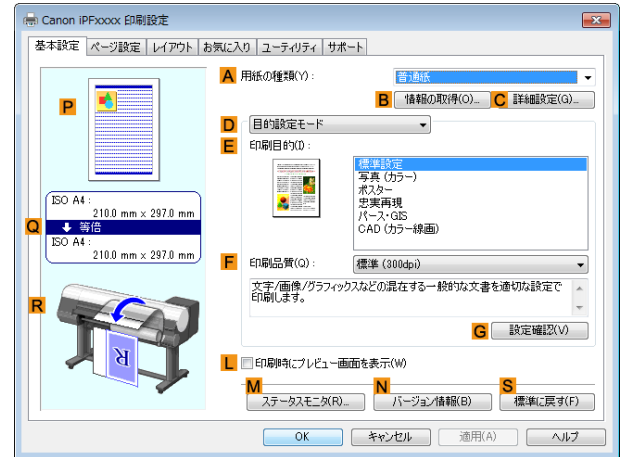 Canon iPFxxxx 印刷設定
基本設定 ページ設定 レイアウト お気に入り ユーティリティ サポート
P
ISO A4 :
210.0 mm x 297.0 mm
Q 等倍
ISO A4 :
210.0 mm x 297.0 mm
R
R
A 用紙の種類(Y) : 普通紙
B 情報の取得(O)... C 詳細設定(G)...
D 目的設定モード
E 印刷目的(I) :
標準設定
写真 (カラー)
ポスター
忠実再現
パース・GIS
CAD (カラー線画)
F 印刷品質(Q) : 標準 (300dpi)
文字/画像/グラフィックスなどの混在する一般的な文書を適切な設定で
印刷します。
G 設定確認(V)
L 印刷時にプレビュー画面を表示(W)
M ステータスモニタ(R)... N バージョン情報(B) S 標準に戻す(F)
OK キャンセル 適用(A) ヘルプ